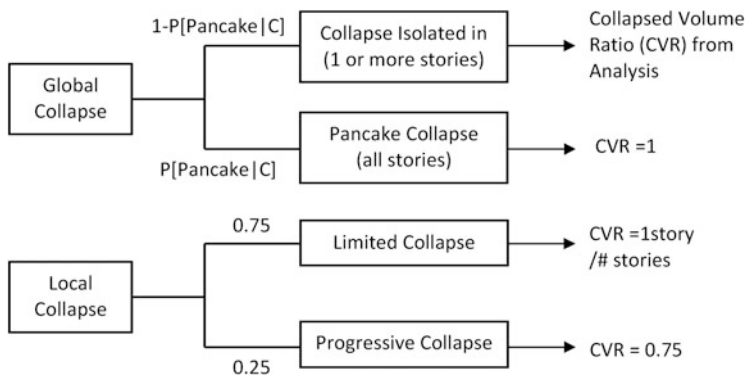 1-P[Pancake|C]
Collapse Isolated in
(1 or more stories)
Collapsed Volume
Ratio (CVR) from
Analysis
Global
Collapse
Pancake Collapse
(all stories)
CVR =1
P[Pancake|C]
0.75
Limited Collapse
CVR =1story
/# stories
Local
Collapse
Progressive Collapse
CVR = 0.75
0.25